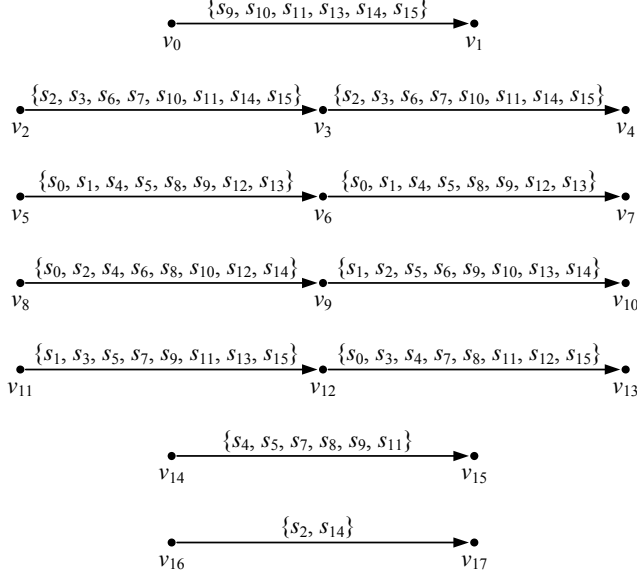 {s9, s10, s11, s13, s14, s15}
v0 v1
{s2, s3, s6, s7, s10, s11, s14, s15} {s2, s3, s6, s7, s10, s11, s14, s15}
v2 v3 v4
{s0, s1, s4, s5, s8, s9, s12, s13} {s0, s1, s4, s5, s8, s9, s12, s13}
v5 v6 v7
{s0, s2, s4, s6, s8, s10, s12, s14} {s1, s2, s5, s6, s9, s10, s13, s14}
v8 v9 v10
{s1, s3, s5, s7, s9, s11, s13, s15} {s0, s3, s4, s7, s8, s11, s12, s15}
v11 v12 v13
{s4, s5, s7, s8, s9, s11}
v14 v15
{s2, s14}
v16 v17